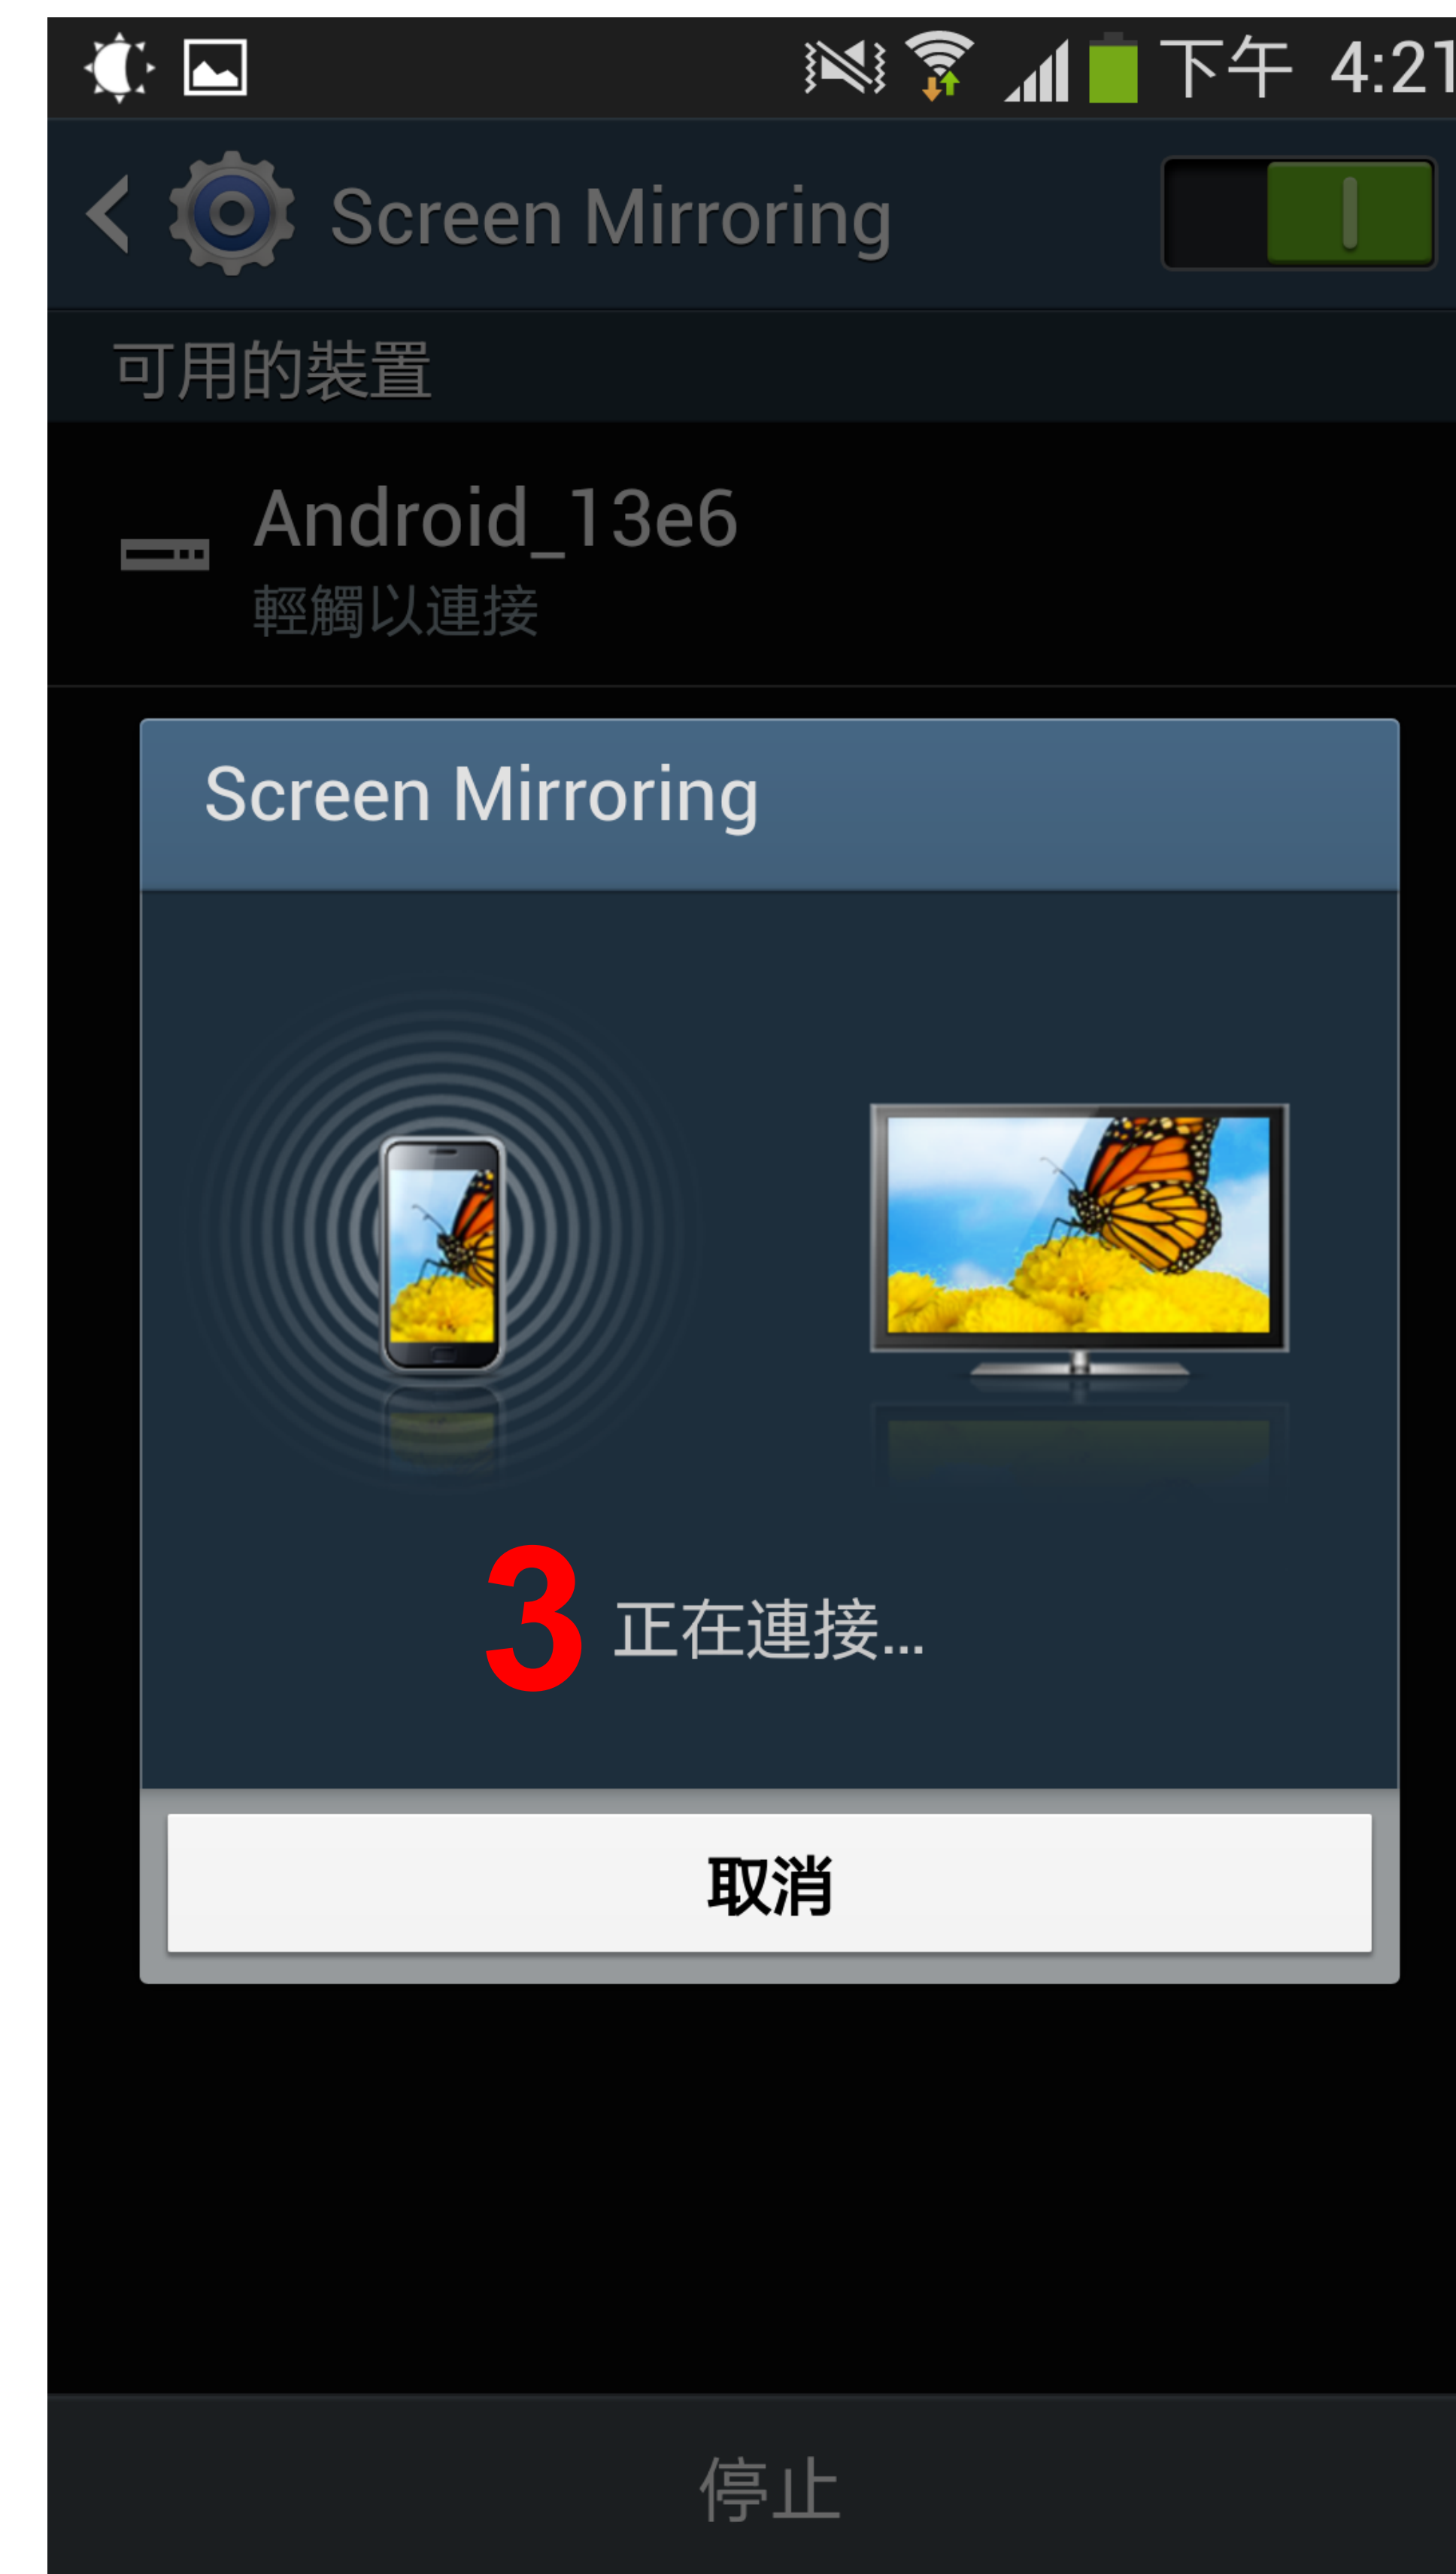 下午 4:21
Screen Mirroring
可用的裝置
Android_13e6
輕觸以連接
Screen Mirroring
3 正在連接...
取消
停止